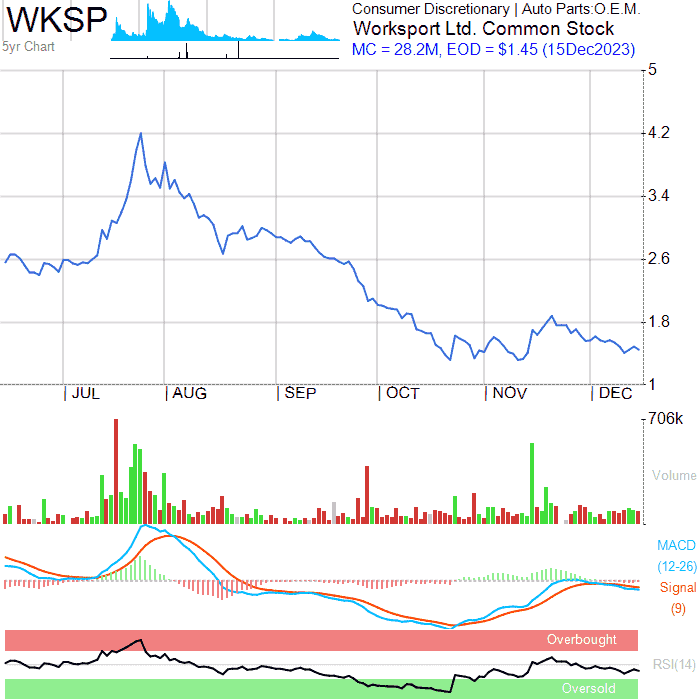 WKSP
5yr Chart
Consumer Discretionary | Auto Parts:O.E.M.
Worksport Ltd. Common Stock
MC = 28.2M, EOD = $1.45 (15Dec2023)
5
4.2
3.4
2.6
1.8
1
JUL AUG SEP OCT NOV DEC
706k
Volume
MACD
(12-26)
Signal
(9)
Overbought
RSI(14)
Oversold